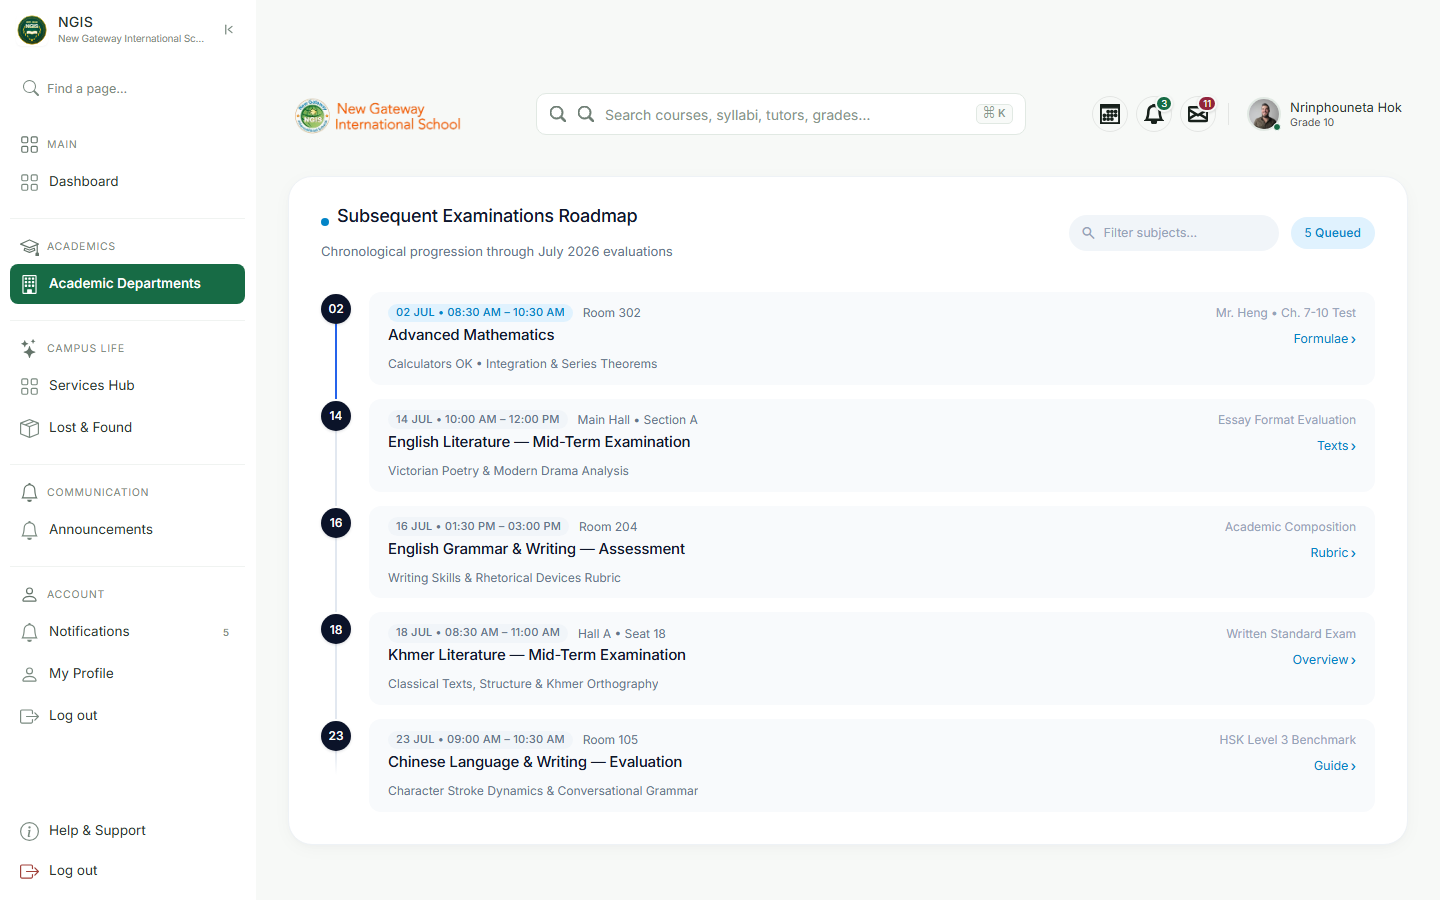 NGIS
New Gateway International Sc...
Find a page...
MAIN
Dashboard
ACADEMICS
Academic Departments
CAMPUS LIFE
Services Hub
Lost & Found
COMMUNICATION
Announcements
ACCOUNT
Notifications 5
My Profile
Log out
Help & Support
Log out
New Gateway
International School
Search courses, syllabi, tutors, grades...
⌘ K
3
11
Nrinphouneta Hok
Grade 10
Subsequent Examinations Roadmap
Chronological progression through July 2026 evaluations
Filter subjects...
5 Queued
02
02 JUL • 08:30 AM – 10:30 AM Room 302
Advanced Mathematics
Calculators OK • Integration & Series Theorems
Mr. Heng • Ch. 7-10 Test
Formulae ›
14
14 JUL • 10:00 AM – 12:00 PM Main Hall • Section A
English Literature — Mid-Term Examination
Victorian Poetry & Modern Drama Analysis
Essay Format Evaluation
Texts ›
16
16 JUL • 01:30 PM – 03:00 PM Room 204
English Grammar & Writing — Assessment
Writing Skills & Rhetorical Devices Rubric
Academic Composition
Rubric ›
18
18 JUL • 08:30 AM – 11:00 AM Hall A • Seat 18
Khmer Literature — Mid-Term Examination
Classical Texts, Structure & Khmer Orthography
Written Standard Exam
Overview ›
23
23 JUL • 09:00 AM – 10:30 AM Room 105
Chinese Language & Writing — Evaluation
Character Stroke Dynamics & Conversational Grammar
HSK Level 3 Benchmark
Guide ›